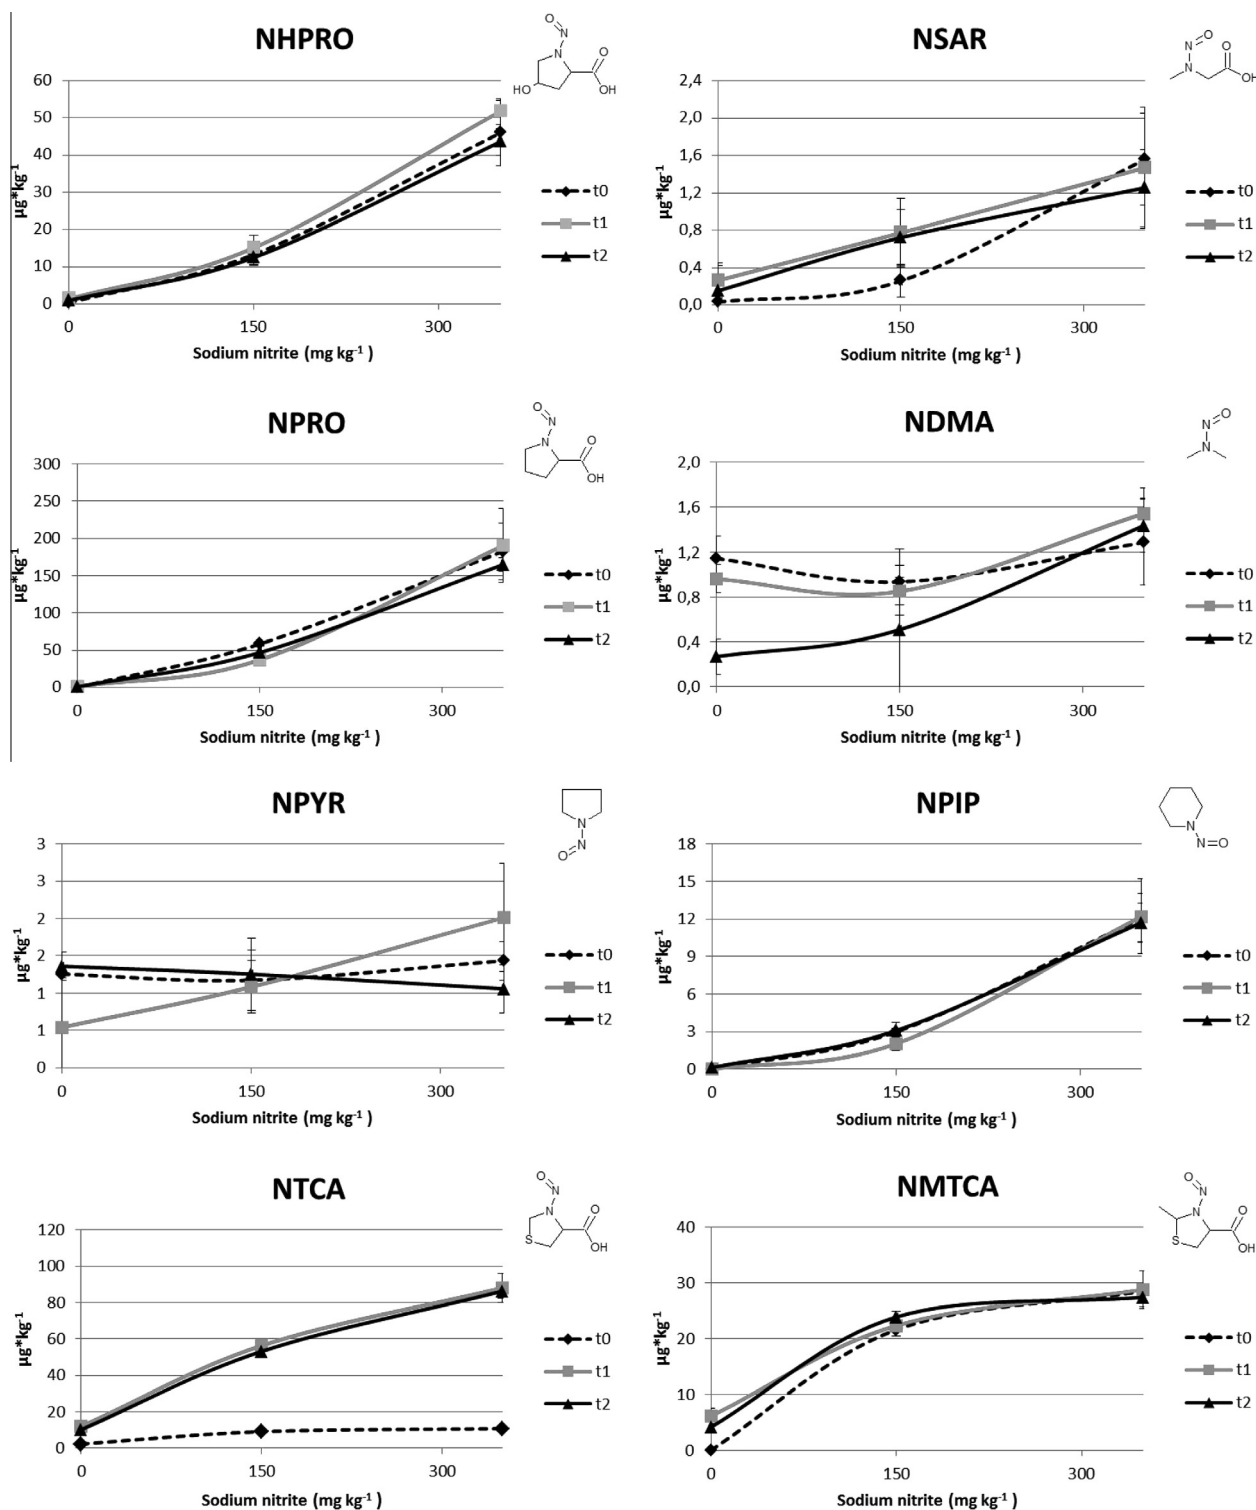 NHPRO
O
N
N
O
OH
HO
60
50
40
30
20
10
0
µg*kg-1
0 150 300
Sodium nitrite (mg kg-1 )
t0
t1
t2
NSAR
O
N
N
O
OH
2,4
2,0
1,6
1,2
0,8
0,4
0,0
µg*kg-1
0 150 300
Sodium nitrite (mg kg-1 )
t0
t1
t2
NPRO
O
N
N
O
OH
300
250
200
150
100
50
0
µg*kg-1
0 150 300
Sodium nitrite (mg kg-1 )
t0
t1
t2
NDMA
O
N
N
2,0
1,6
1,2
0,8
0,4
0,0
µg*kg-1
0 150 300
Sodium nitrite (mg kg-1 )
t0
t1
t2
NPYR
N
N
O
3
3
2
2
1
1
0
µg*kg-1
0 150 300
Sodium nitrite (mg kg-1 )
t0
t1
t2
NPIP
N
N=O
18
15
12
9
6
3
0
µg*kg-1
0 150 300
Sodium nitrite (mg kg-1 )
t0
t1
t2
NTCA
O
N
N
O
S
OH
120
100
80
60
40
20
0
µg*kg-1
0 150 300
Sodium nitrite (mg kg-1 )
t0
t1
t2
NMTCA
O
N
N
O
S
OH
40
30
20
10
0
µg*kg-1
0 150 300
Sodium nitrite (mg kg-1 )
t0
t1
t2